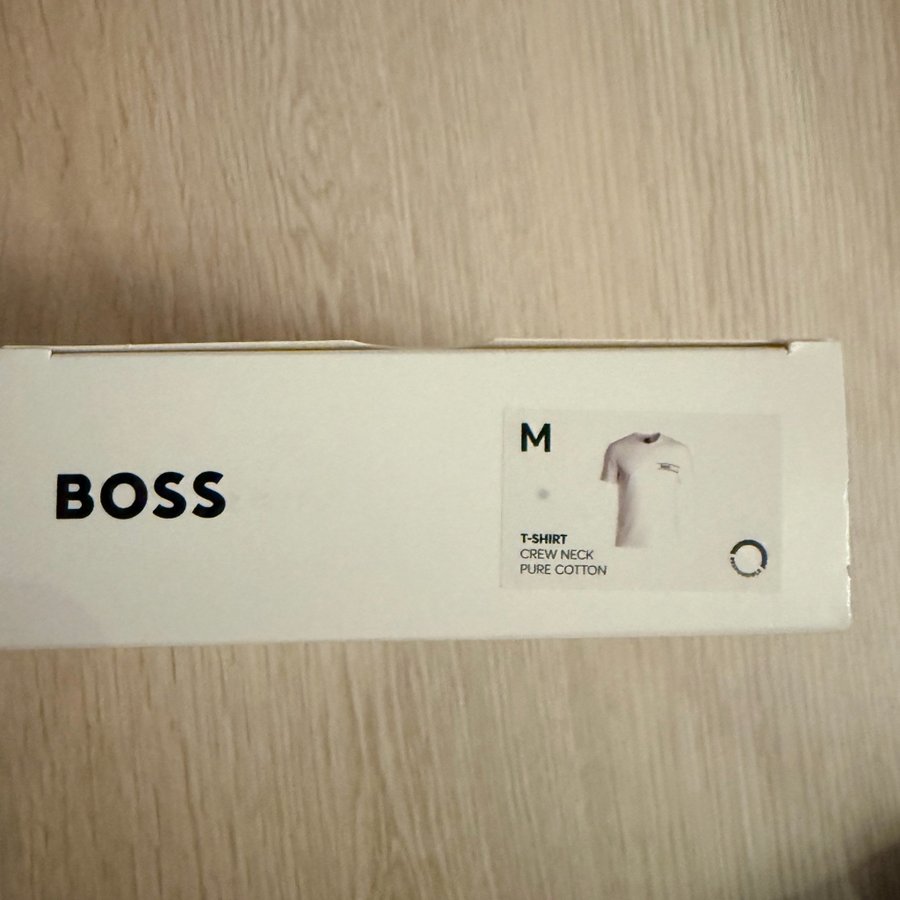 BOSS
M
T-SHIRT
CREW NECK
PURE COTTON